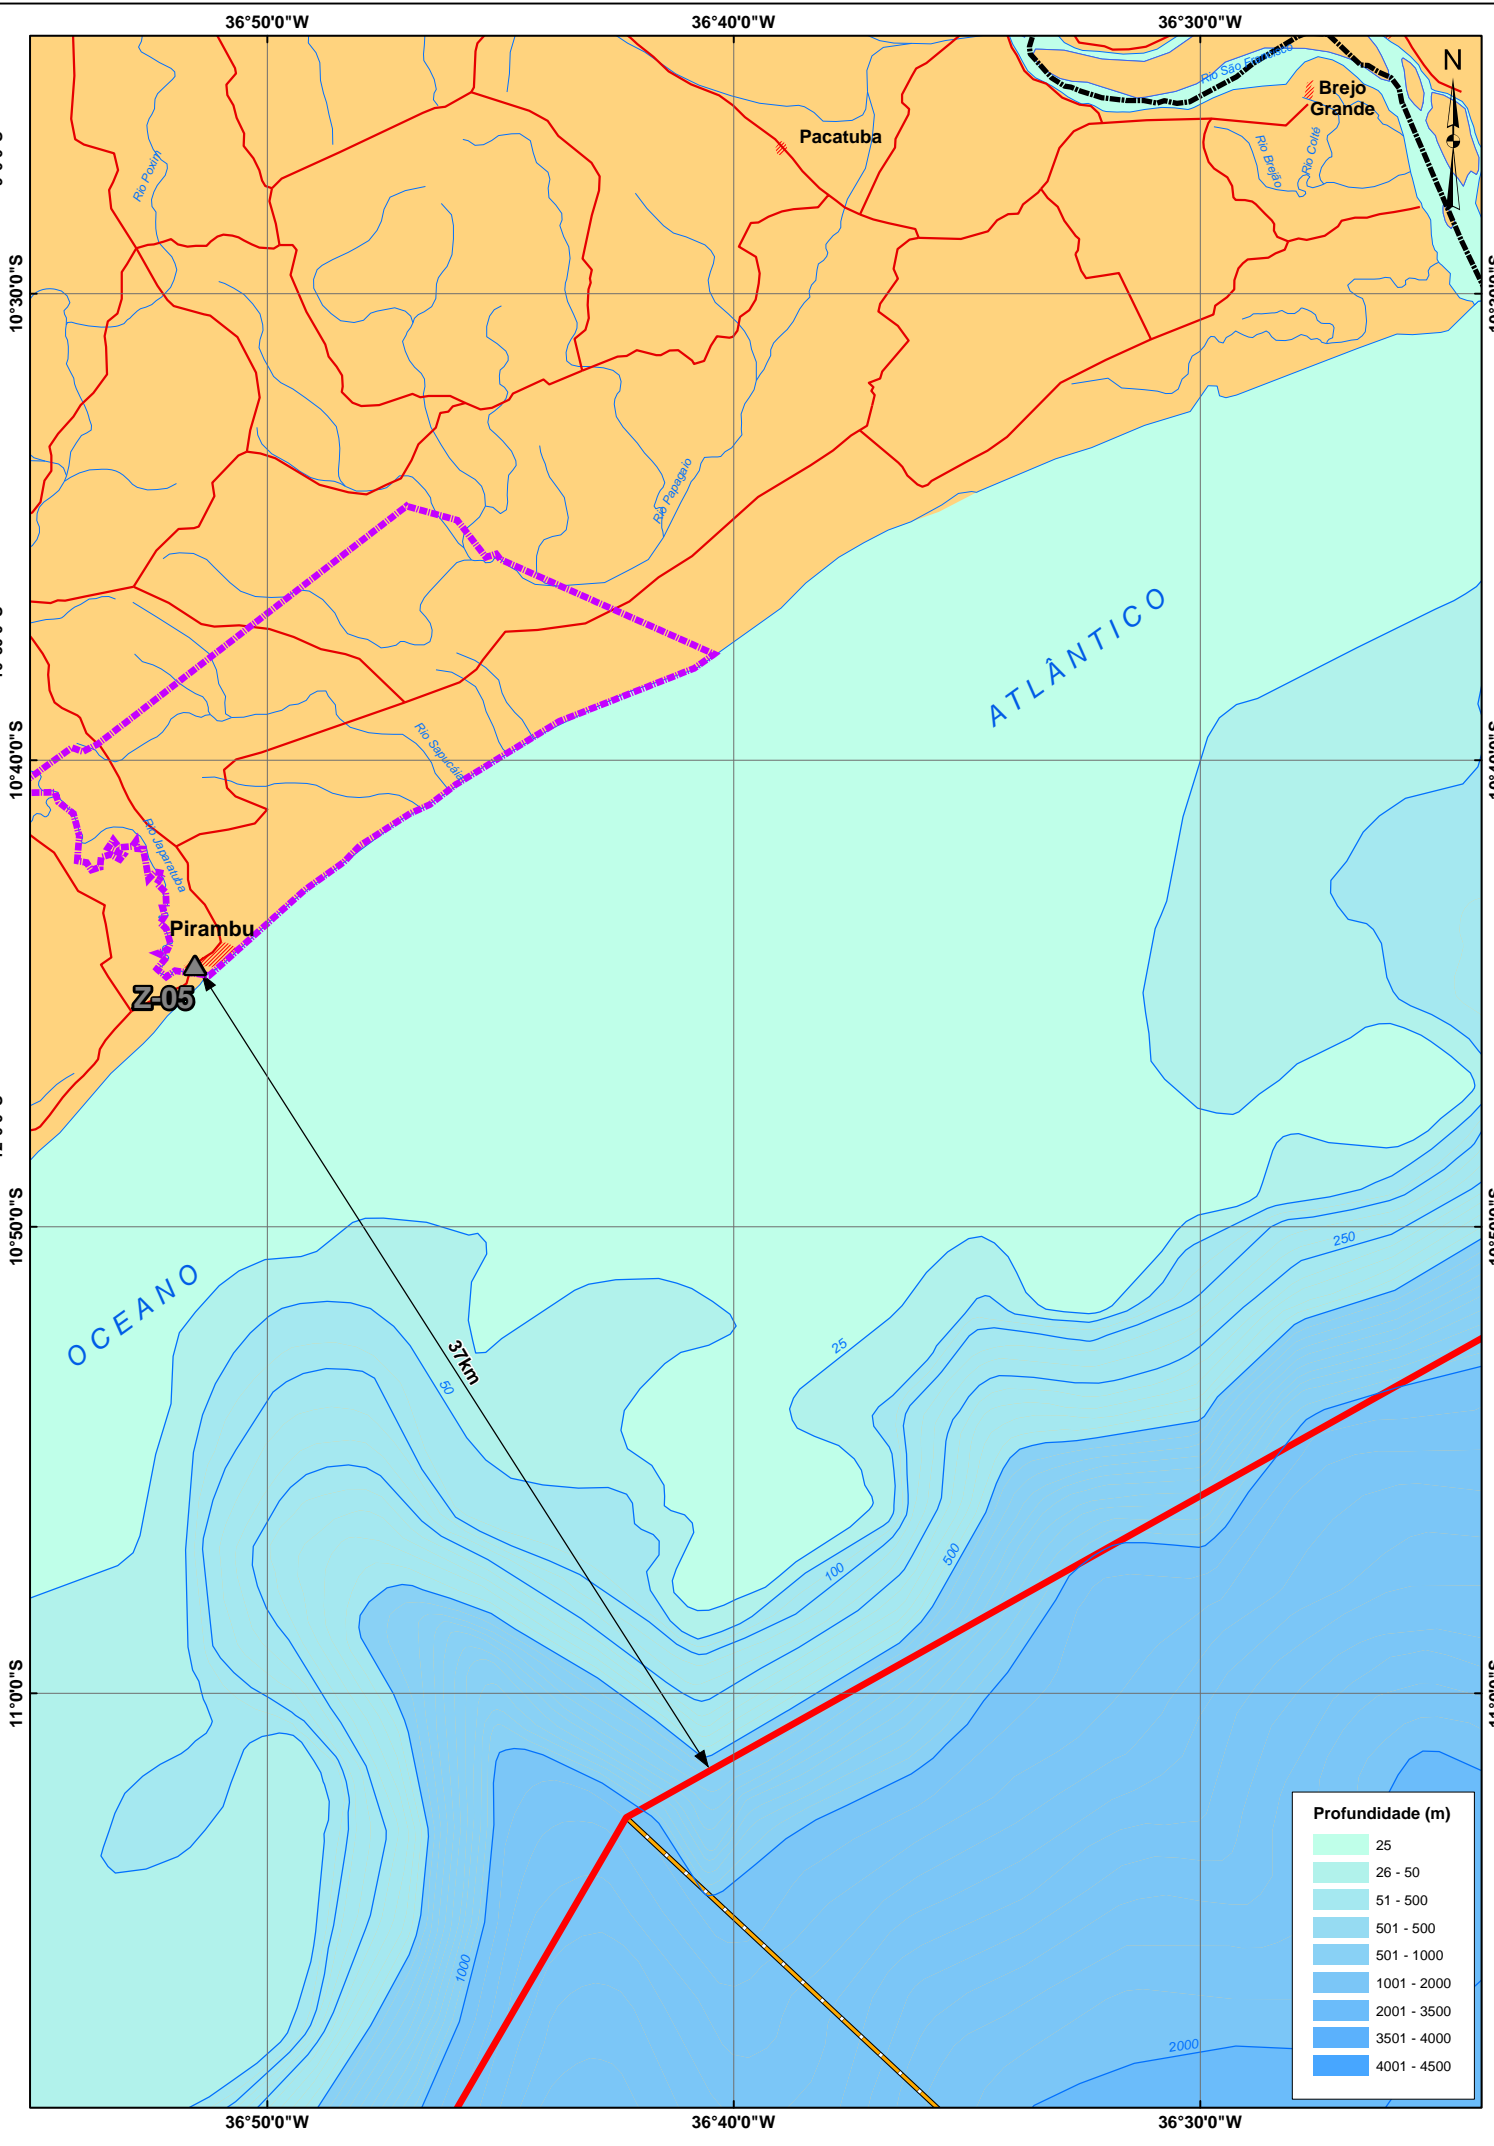 36°50'0"W
36°40'0"W
36°30'0"W
N
Rio São Francisco
Brejo
Grande
Pacatuba
Rio Poxim
Rio Brejão
Rio Colté
10°30'0"S
Rio Papagaio
ATLÂNTICO
Rio Sapucáia
10°40'0"S
Rio Japaratuba
Pirambu
Z-05
10°50'0"S
250
OCEANO
25
37km
50
100
500
11°0'0"S
1000
2000
Profundidade (m)
25
26 - 50
51 - 500
501 - 500
501 - 1000
1001 - 2000
2001 - 3500
3501 - 4000
4001 - 4500
36°50'0"W
36°40'0"W
36°30'0"W